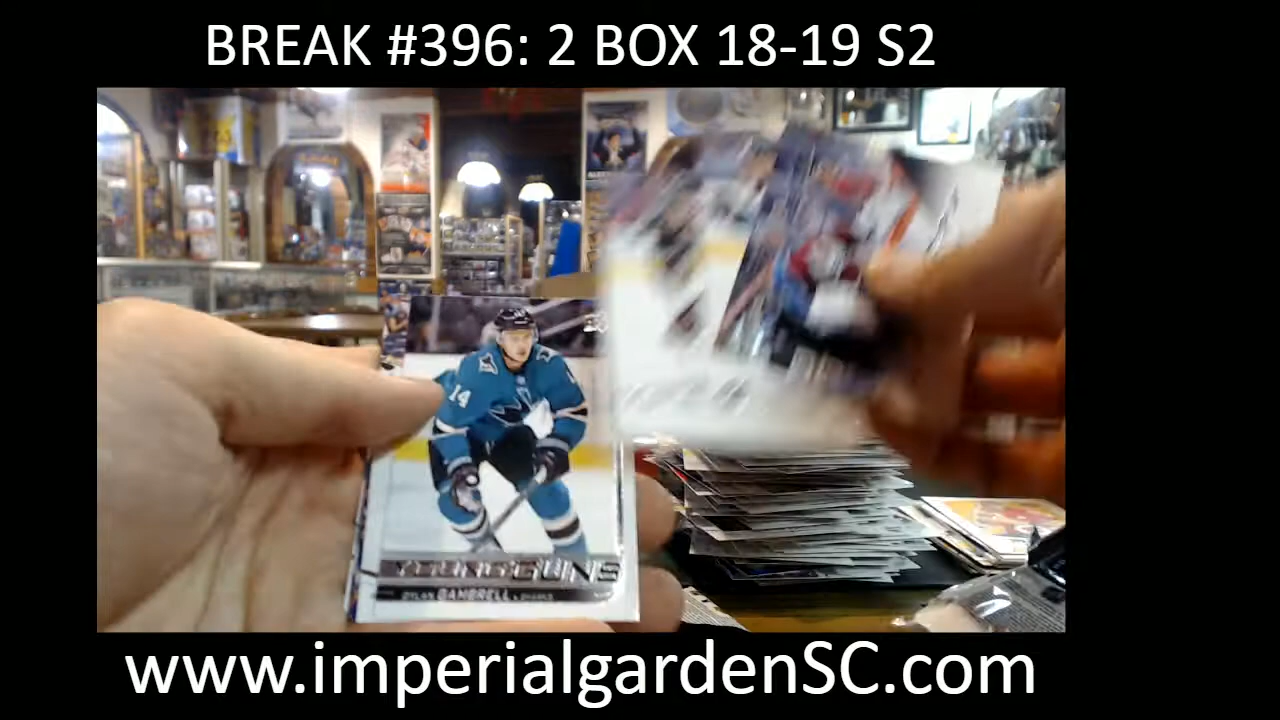 BREAK #396: 2 BOX 18-19 S2
14
YOUNG GUNS
DYLAN GAMBRELL
www.imperialgardenSC.com